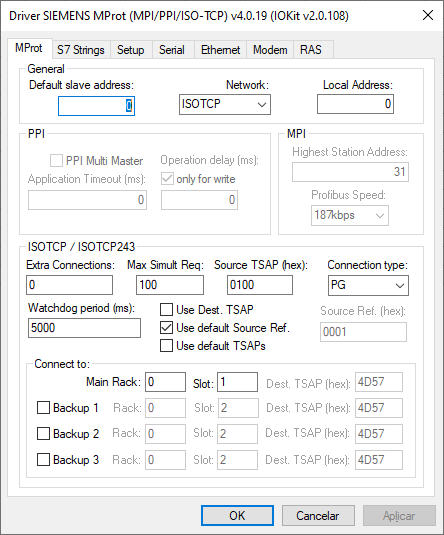 Driver SIEMENS MProt (MPI/PPI/ISO-TCP) v4.0.19 (IOKit v2.0.108)
MProt S7 Strings Setup Serial Ethernet Modem RAS
General
Default slave address: Network: Local Address:
0 ISOTCP 0
PPI MPI
PPI Multi Master Operation delay (ms): Highest Station Address:
Application Timeout (ms): only for write 31
0 0 Profibus Speed:
187kbps
ISOTCP / ISOTCP243
Extra Connections: Max Simult Req: Source TSAP (hex): Connection type:
0 100 0100 PG
Watchdog period (ms): Use Dest. TSAP Source Ref. (hex):
5000 Use default Source Ref. 0001
Use default TSAPs
Connect to:
Main Rack: 0 Slot: 1 Dest. TSAP (hex): 4D57
Backup 1 Rack: 0 Slot: 2 Dest. TSAP (hex): 4D57
Backup 2 Rack: 0 Slot: 2 Dest. TSAP (hex): 4D57
Backup 3 Rack: 0 Slot: 2 Dest. TSAP (hex): 4D57
OK Cancelar Aplicar